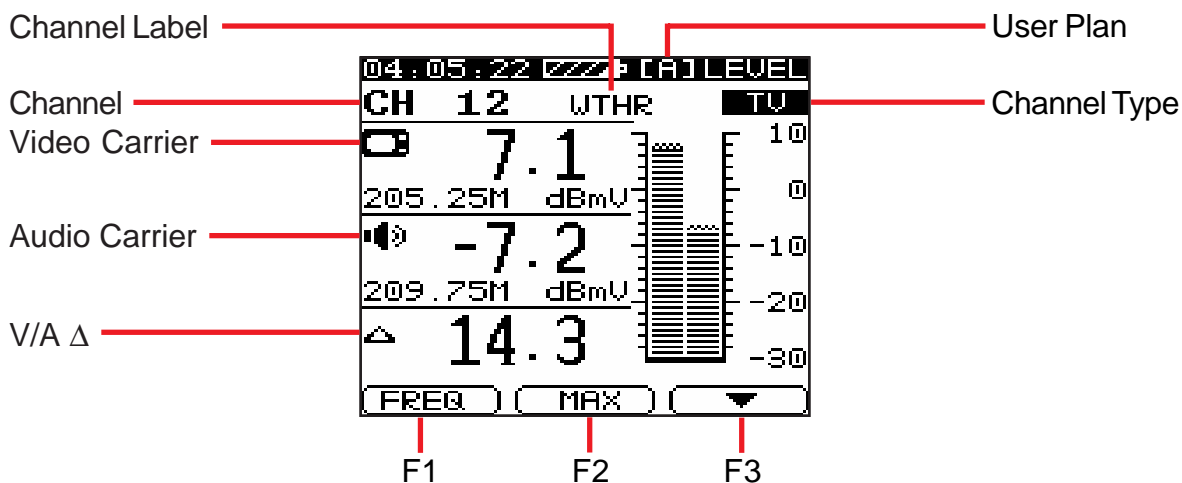 Channel Label
User Plan
04.05.22 [A]LEVEL
Channel
CH 12 WTHR TV
Channel Type
Video Carrier
7.1
205.25M dBmV
Audio Carrier
-7.2
209.75M dBmV
V/A Δ
△ 14.3
10
0
-10
-20
-30
FREQ MAX ▼
F1 F2 F3